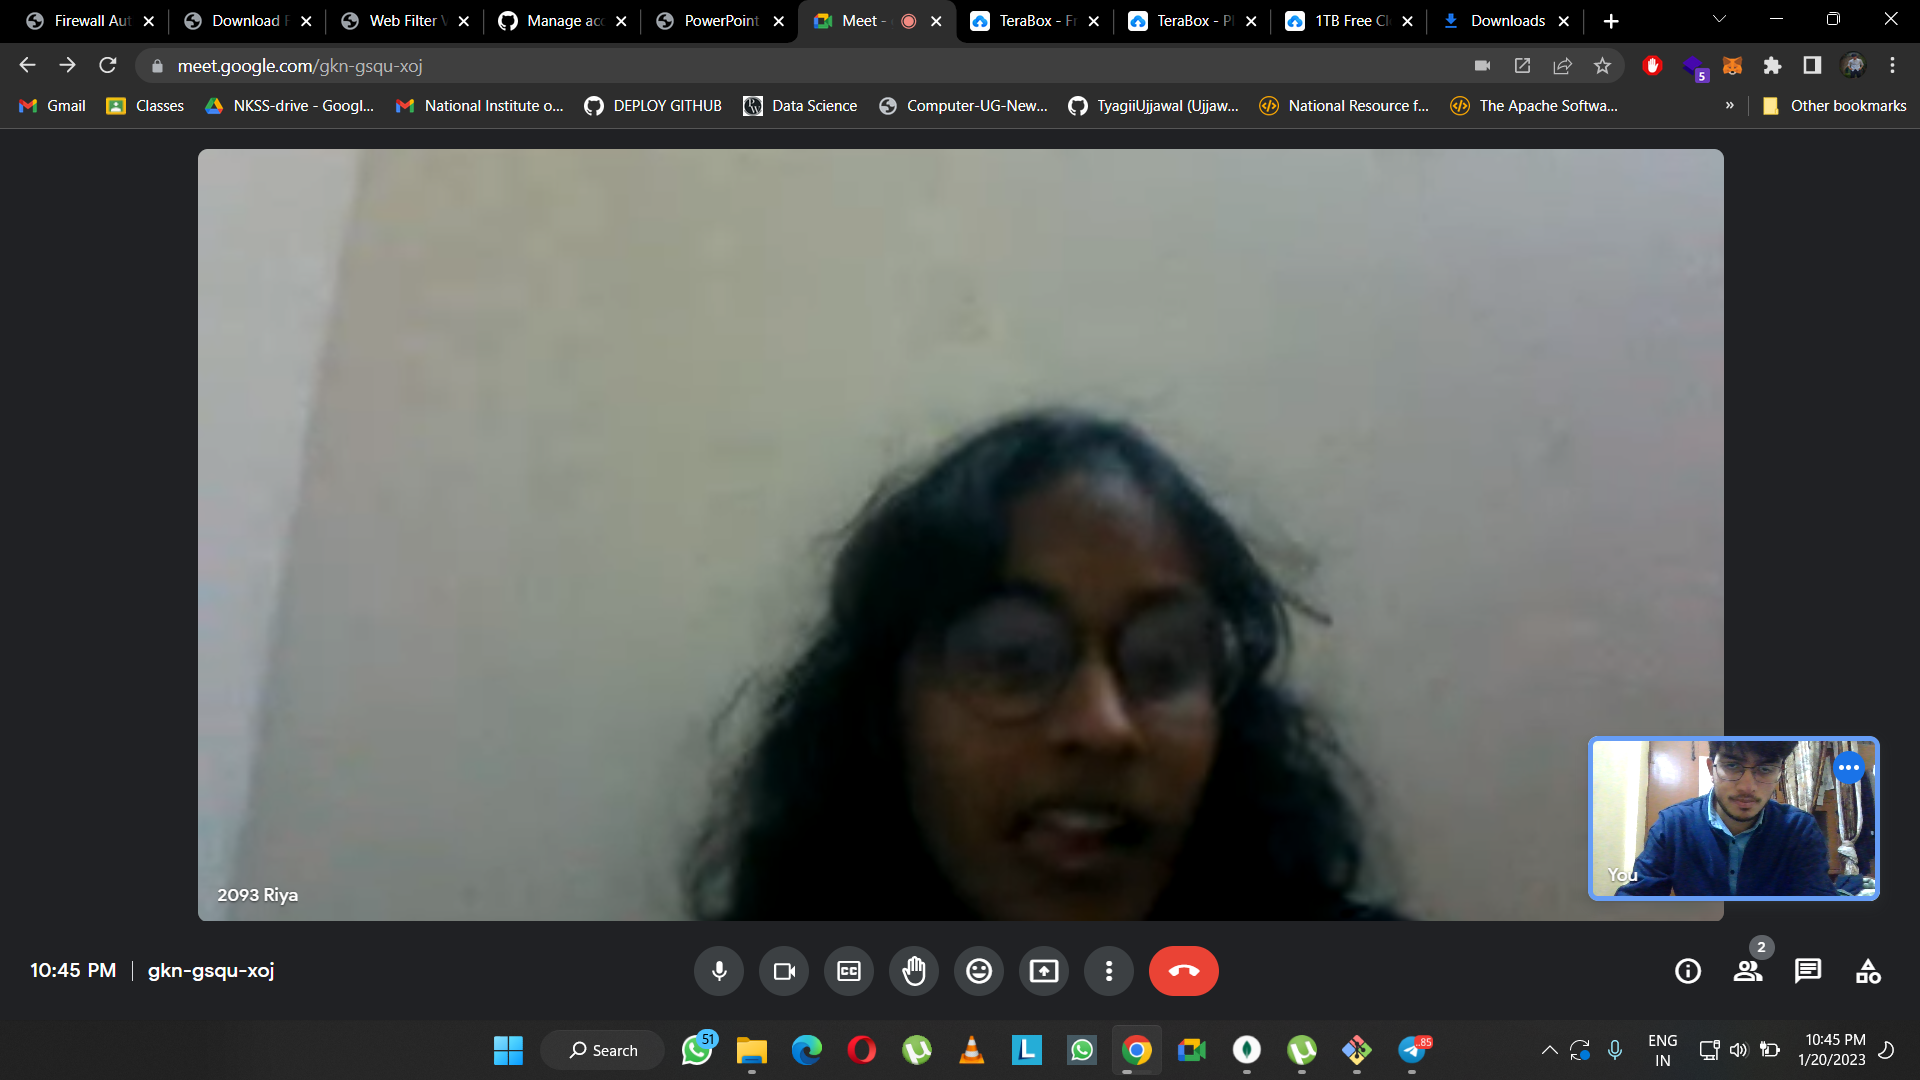 Firewall Aut
Download F
Web Filter V
Manage acc
PowerPoint
Meet -
TeraBox - Fr
TeraBox - Pl
1TB Free Cl
Downloads
meet.google.com/gkn-gsqu-xoj
5
Gmail
Classes
NKSS-drive - Googl...
National Institute o...
DEPLOY GITHUB
Data Science
Computer-UG-New...
TyagiiUjjawal (Ujjaw...
National Resource f...
The Apache Softwa...
»
Other bookmarks
You
2093 Riya
10:45 PM | gkn-gsqu-xoj
CC
2
Search
51
L
..85
ENG
IN
10:45 PM
1/20/2023